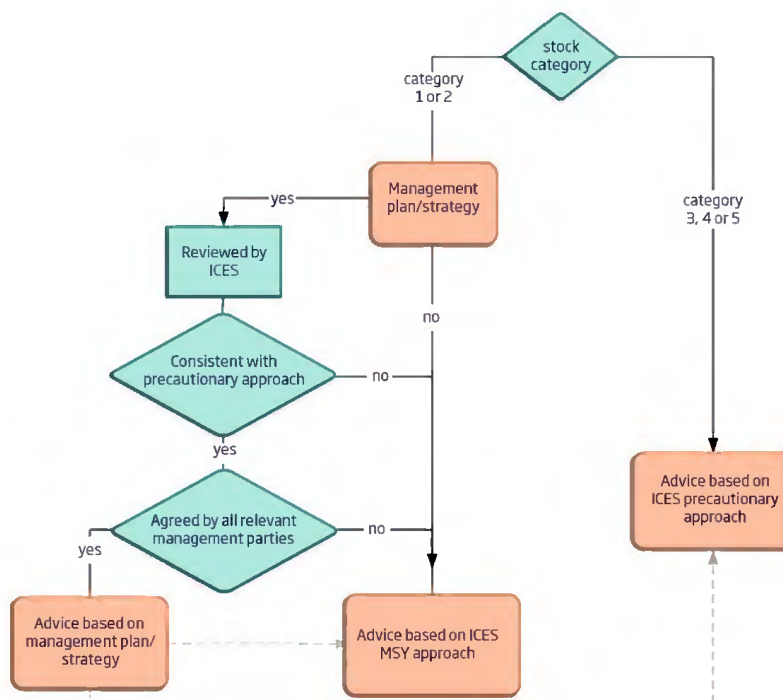 stock
category
category
1 or 2
Management
plan/strategy
yes
category
3, 4 or 5
Reviewed by
ICES
no
Consistent with
precautionary approach
no
yes
Advice based on
ICES precautionary
approach
Agreed by all relevant
management parties
no
yes
Advice based on
management plan/
strategy
Advice based on ICES
MSY approach